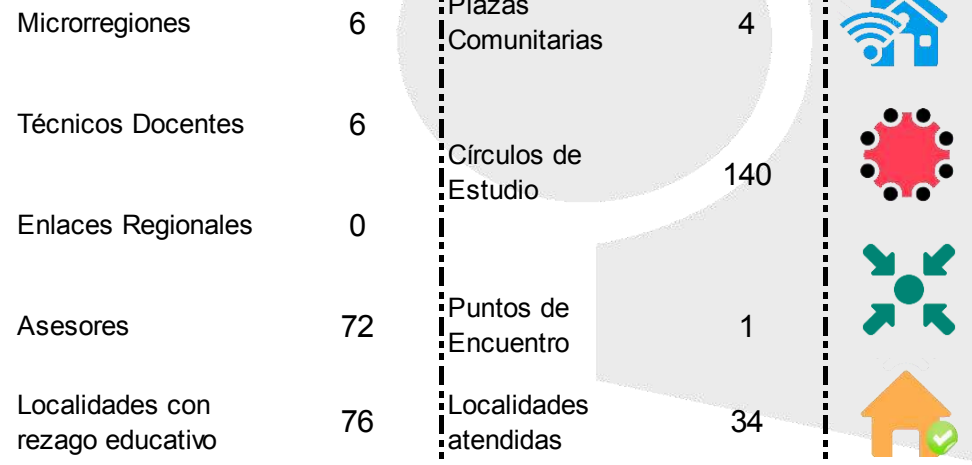 Microrregiones 6
Plazas
Comunitarias 4
Técnicos Docentes 6
Círculos de
Estudio 140
Enlaces Regionales 0
Asesores 72
Puntos de
Encuentro 1
Localidades con
rezago educativo 76
Localidades
atendidas 34